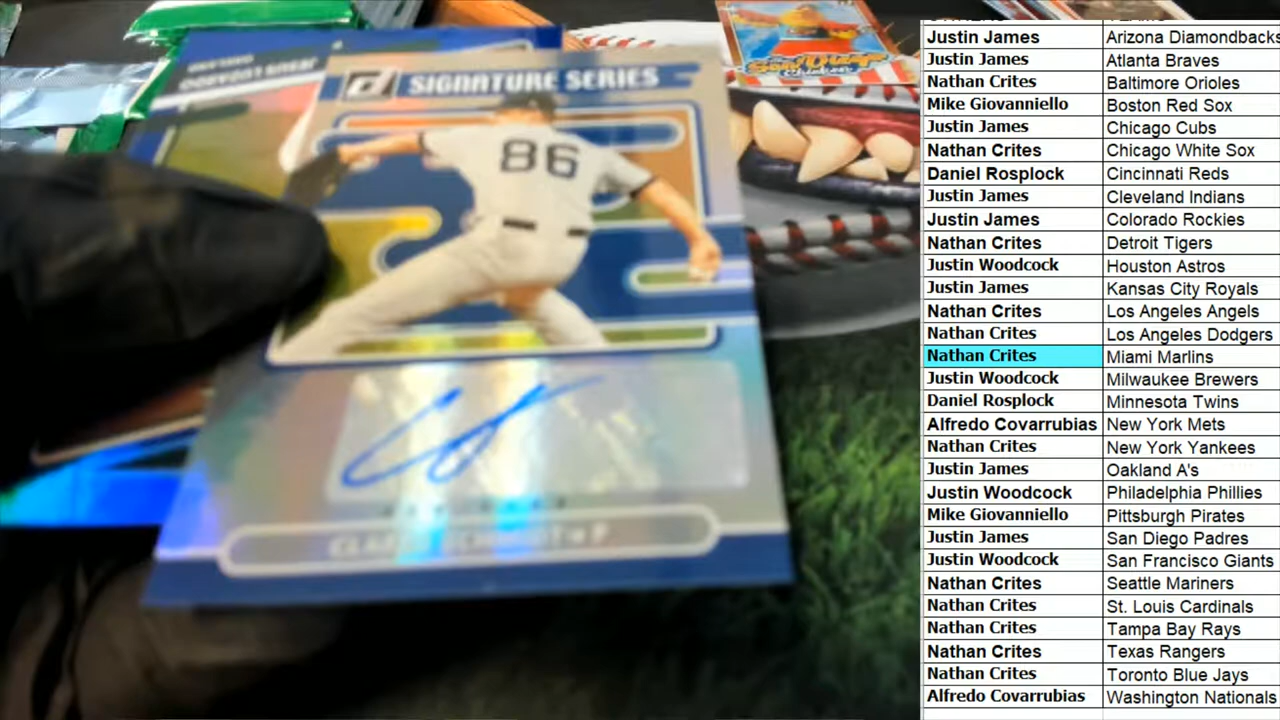 SIGNATURE SERIES
86
San Diego
Justin James Arizona Diamondbacks
Justin James Atlanta Braves
Nathan Crites Baltimore Orioles
Mike Giovanniello Boston Red Sox
Justin James Chicago Cubs
Nathan Crites Chicago White Sox
Daniel Rosplock Cincinnati Reds
Justin James Cleveland Indians
Justin James Colorado Rockies
Nathan Crites Detroit Tigers
Justin Woodcock Houston Astros
Justin James Kansas City Royals
Nathan Crites Los Angeles Angels
Nathan Crites Los Angeles Dodgers
Nathan Crites Miami Marlins
Justin Woodcock Milwaukee Brewers
Daniel Rosplock Minnesota Twins
Alfredo Covarrubias New York Mets
Nathan Crites New York Yankees
Justin James Oakland A's
Justin Woodcock Philadelphia Phillies
Mike Giovanniello Pittsburgh Pirates
Justin James San Diego Padres
Justin Woodcock San Francisco Giants
Nathan Crites Seattle Mariners
Nathan Crites St. Louis Cardinals
Nathan Crites Tampa Bay Rays
Nathan Crites Texas Rangers
Nathan Crites Toronto Blue Jays
Alfredo Covarrubias Washington Nationals